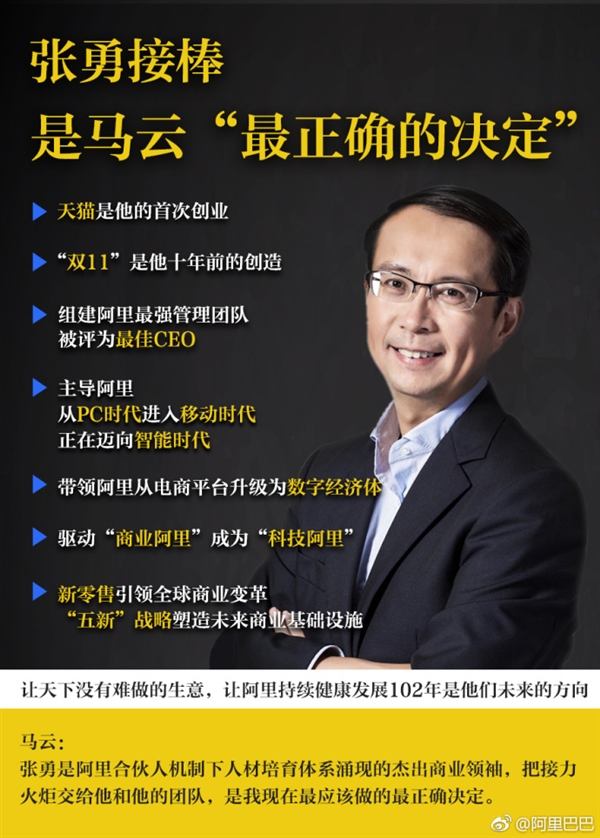 张勇接棒
是马云“最正确的决定”
天猫是他的首次创业
“双11”是他十年前的创造
组建阿里最强管理团队
被评为最佳CEO
主导阿里
从PC时代进入移动时代
正在迈向智能时代
带领阿里从电商平台升级为数字经济体
驱动“商业阿里”成为“科技阿里”
新零售引领全球商业变革
“五新”战略塑造未来商业基础设施
让天下没有难做的生意，让阿里持续健康发展102年是他们未来的方向
马云：
张勇是阿里合伙人机制下人材培育体系涌现的杰出商业领袖，把接力
火炬交给他和他的团队，是我现在最应该做的最正确决定。
@阿里巴巴